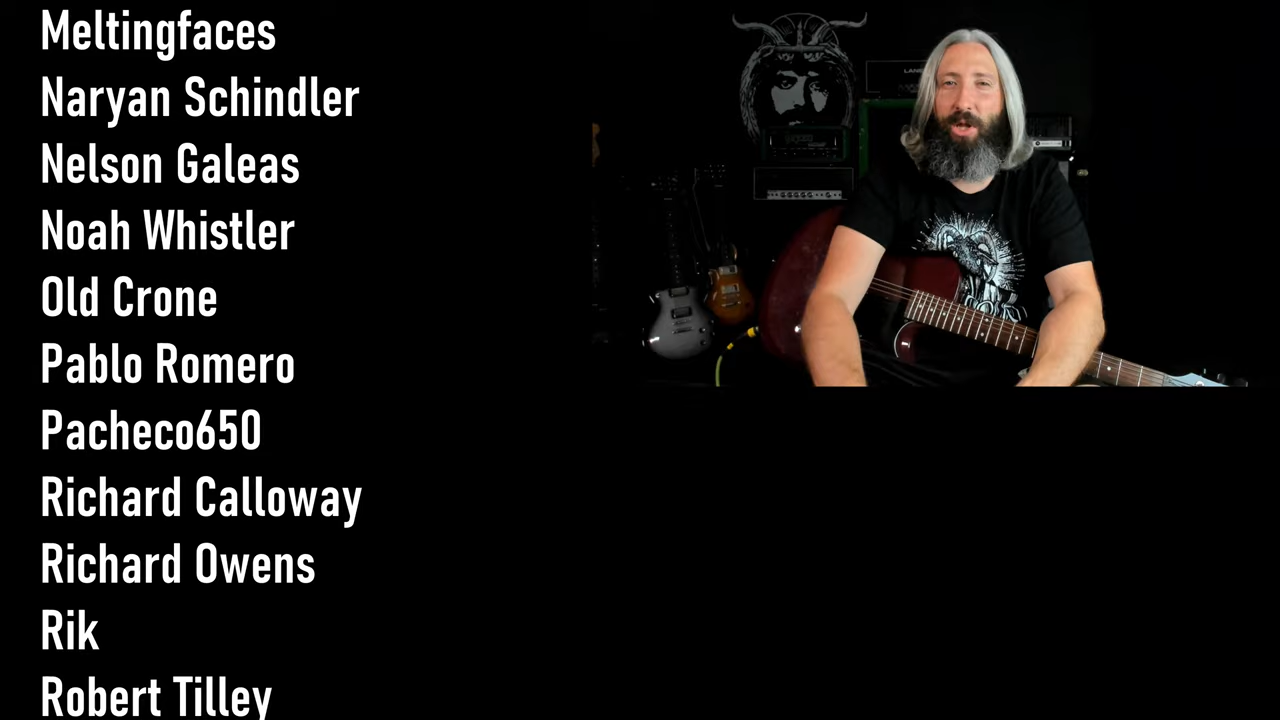 Meltingfaces
Naryan Schindler
Nelson Galeas
Noah Whistler
Old Crone
Pablo Romero
Pacheco650
Richard Calloway
Richard Owens
Rik
Robert Tilley